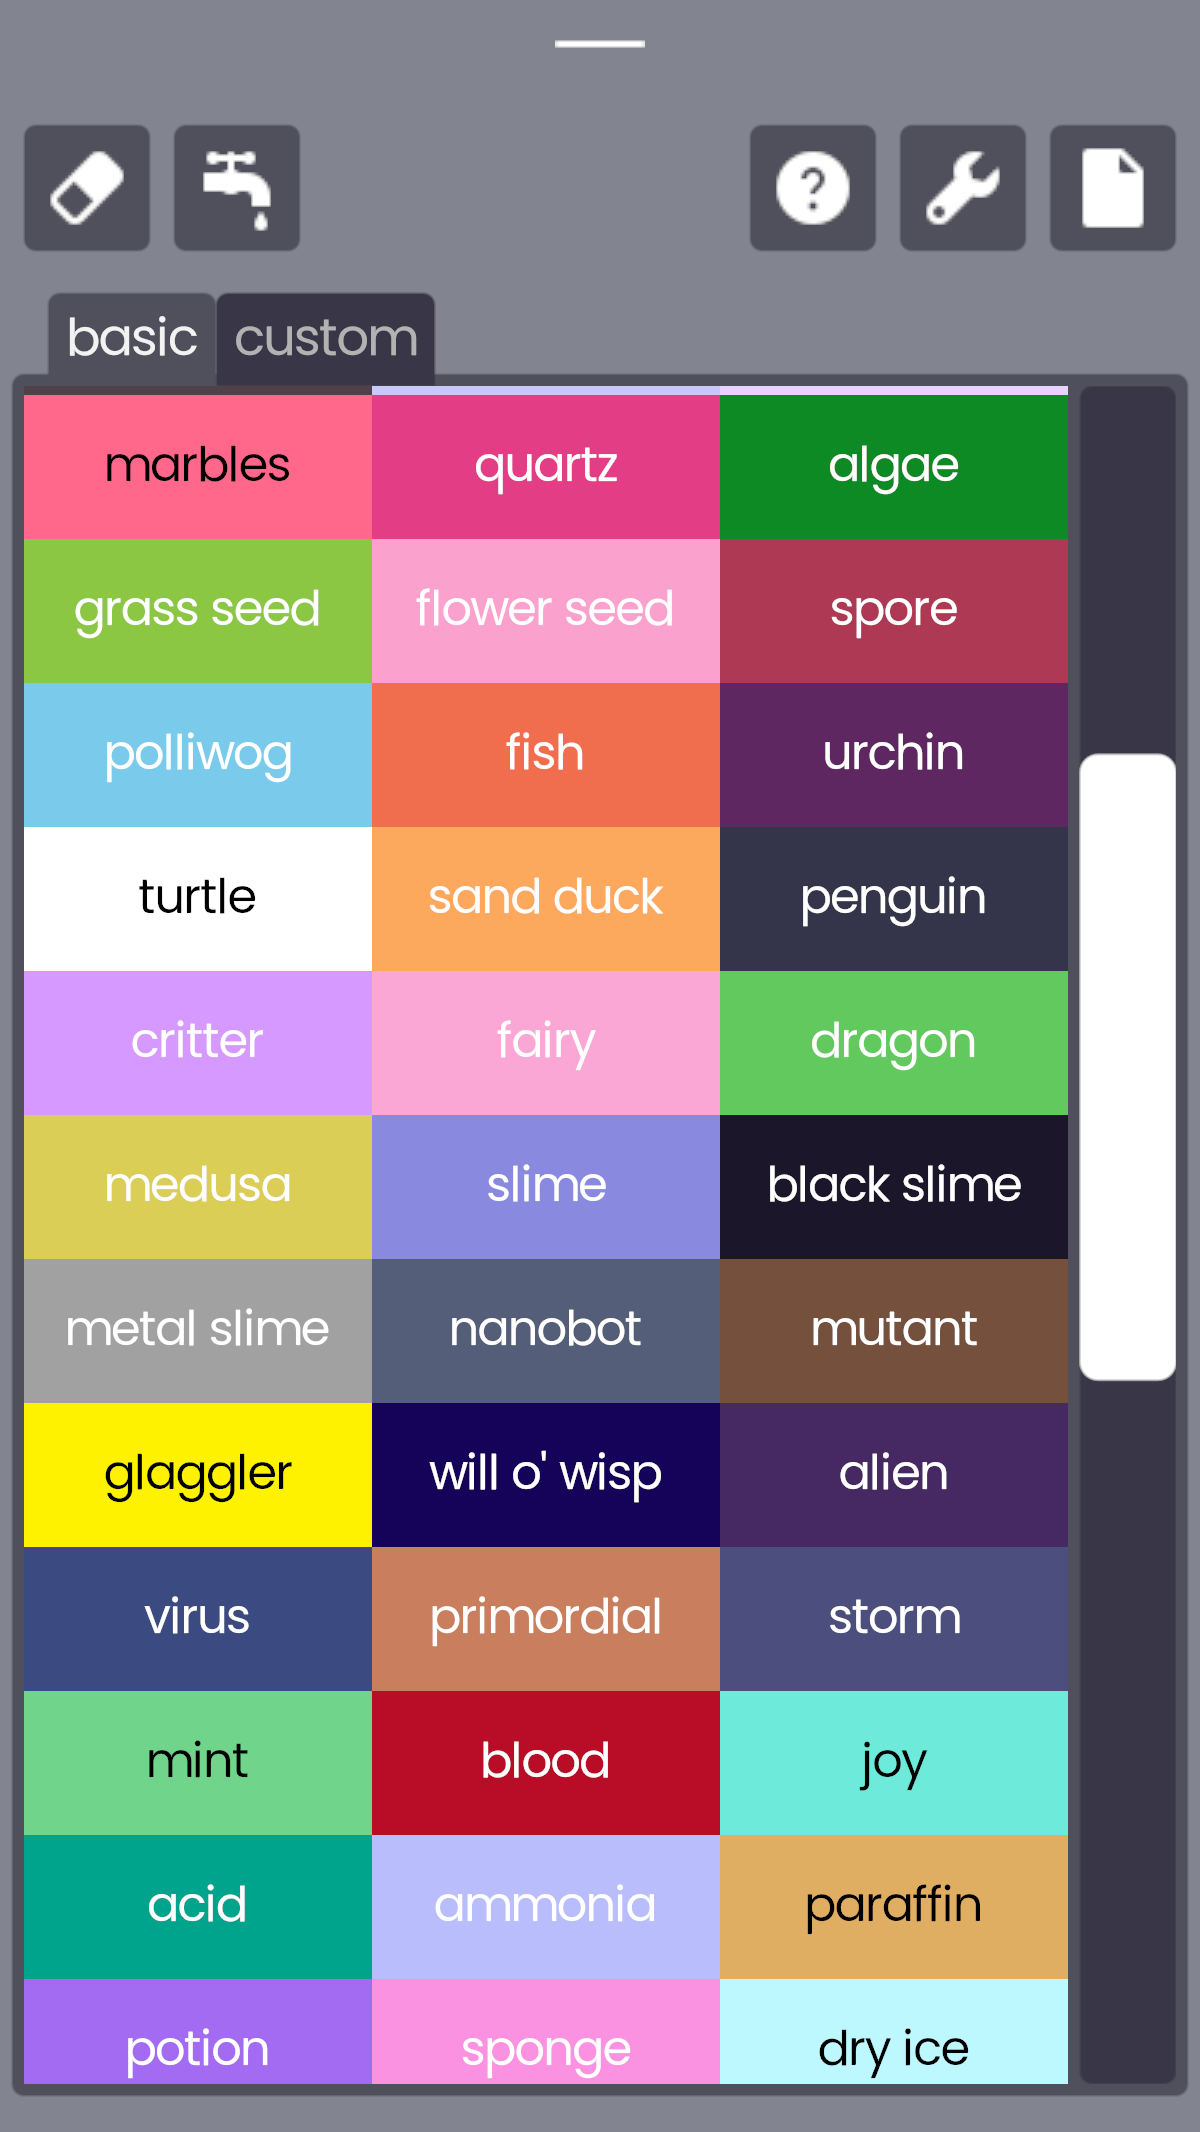 ?
basic custom
marbles quartz algae
grass seed flower seed spore
polliwog fish urchin
turtle sand duck penguin
critter fairy dragon
medusa slime black slime
metal slime nanobot mutant
glaggler will o' wisp alien
virus primordial storm
mint blood joy
acid ammonia paraffin
potion sponge dry ice